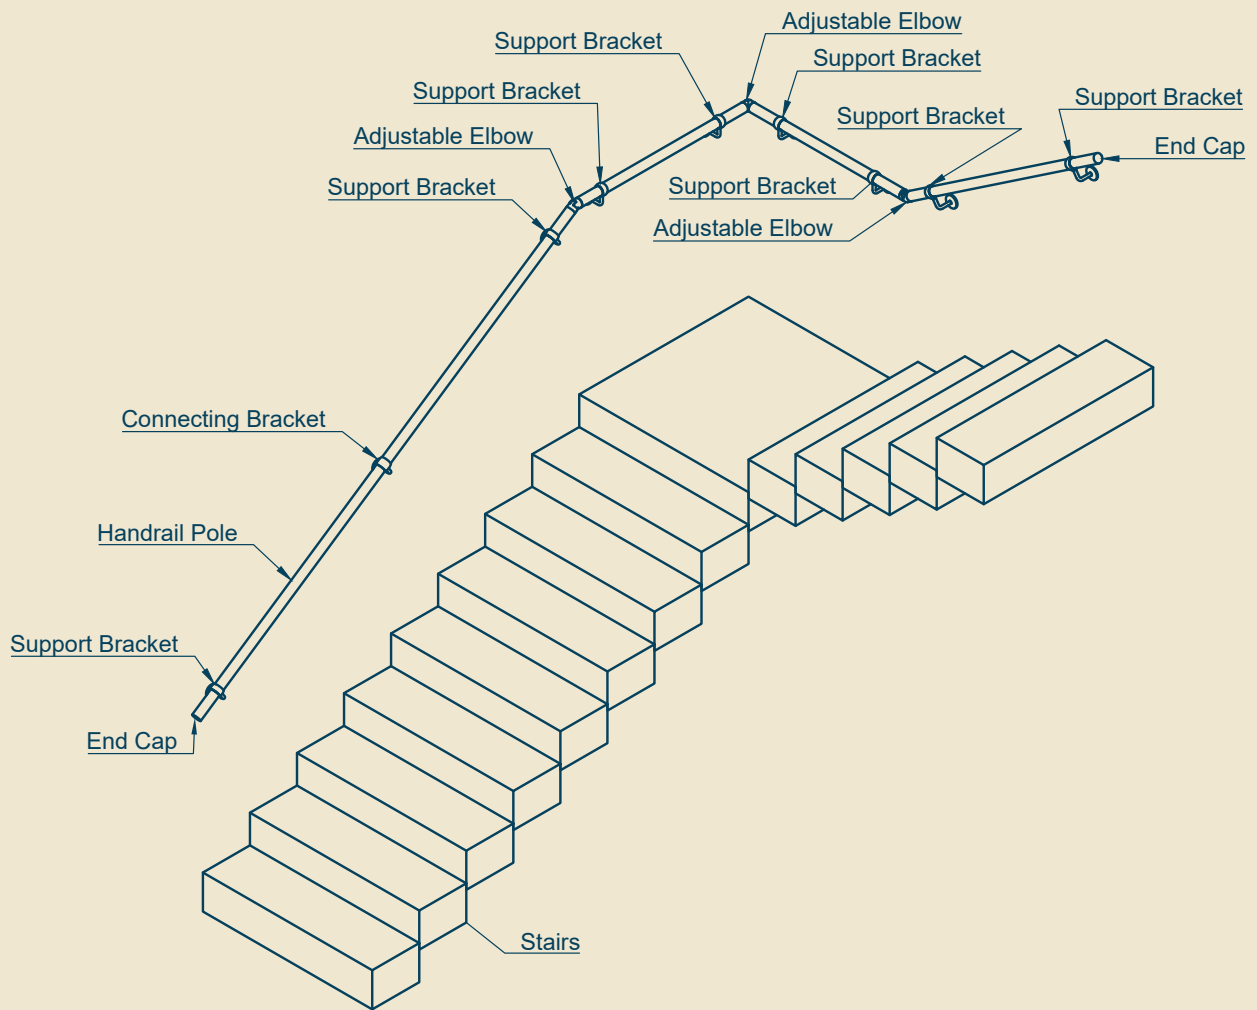 Adjustable Elbow
Support Bracket
Support Bracket
Support Bracket
Support Bracket
Support Bracket
Adjustable Elbow
End Cap
Support Bracket
Support Bracket
Adjustable Elbow
Connecting Bracket
Handrail Pole
Support Bracket
End Cap
Stairs